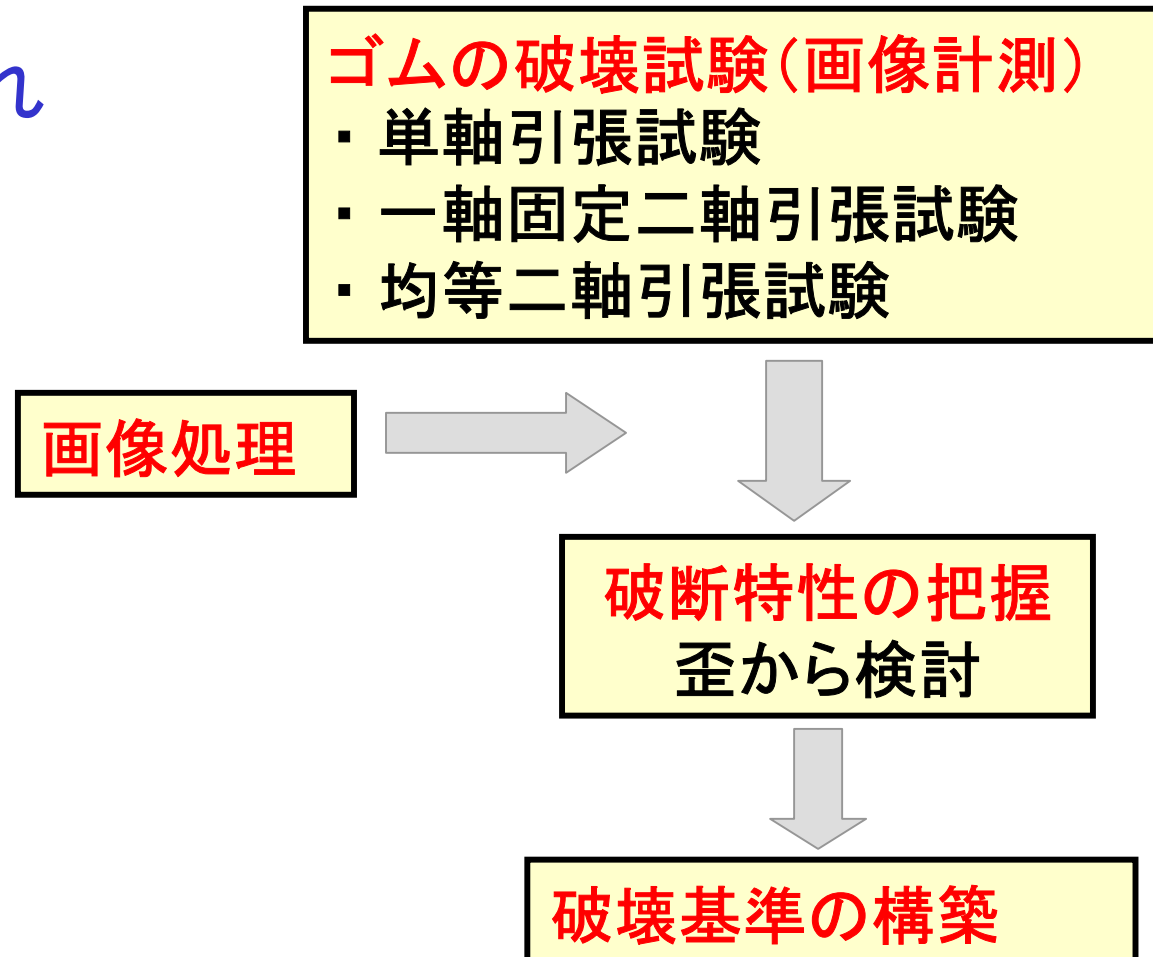 れ
ゴムの破壊試験（画像計測）
・単軸引張試験
・一軸固定二軸引張試験
・均等二軸引張試験
画像処理
破断特性の把握
歪から検討
破壊基準の構築